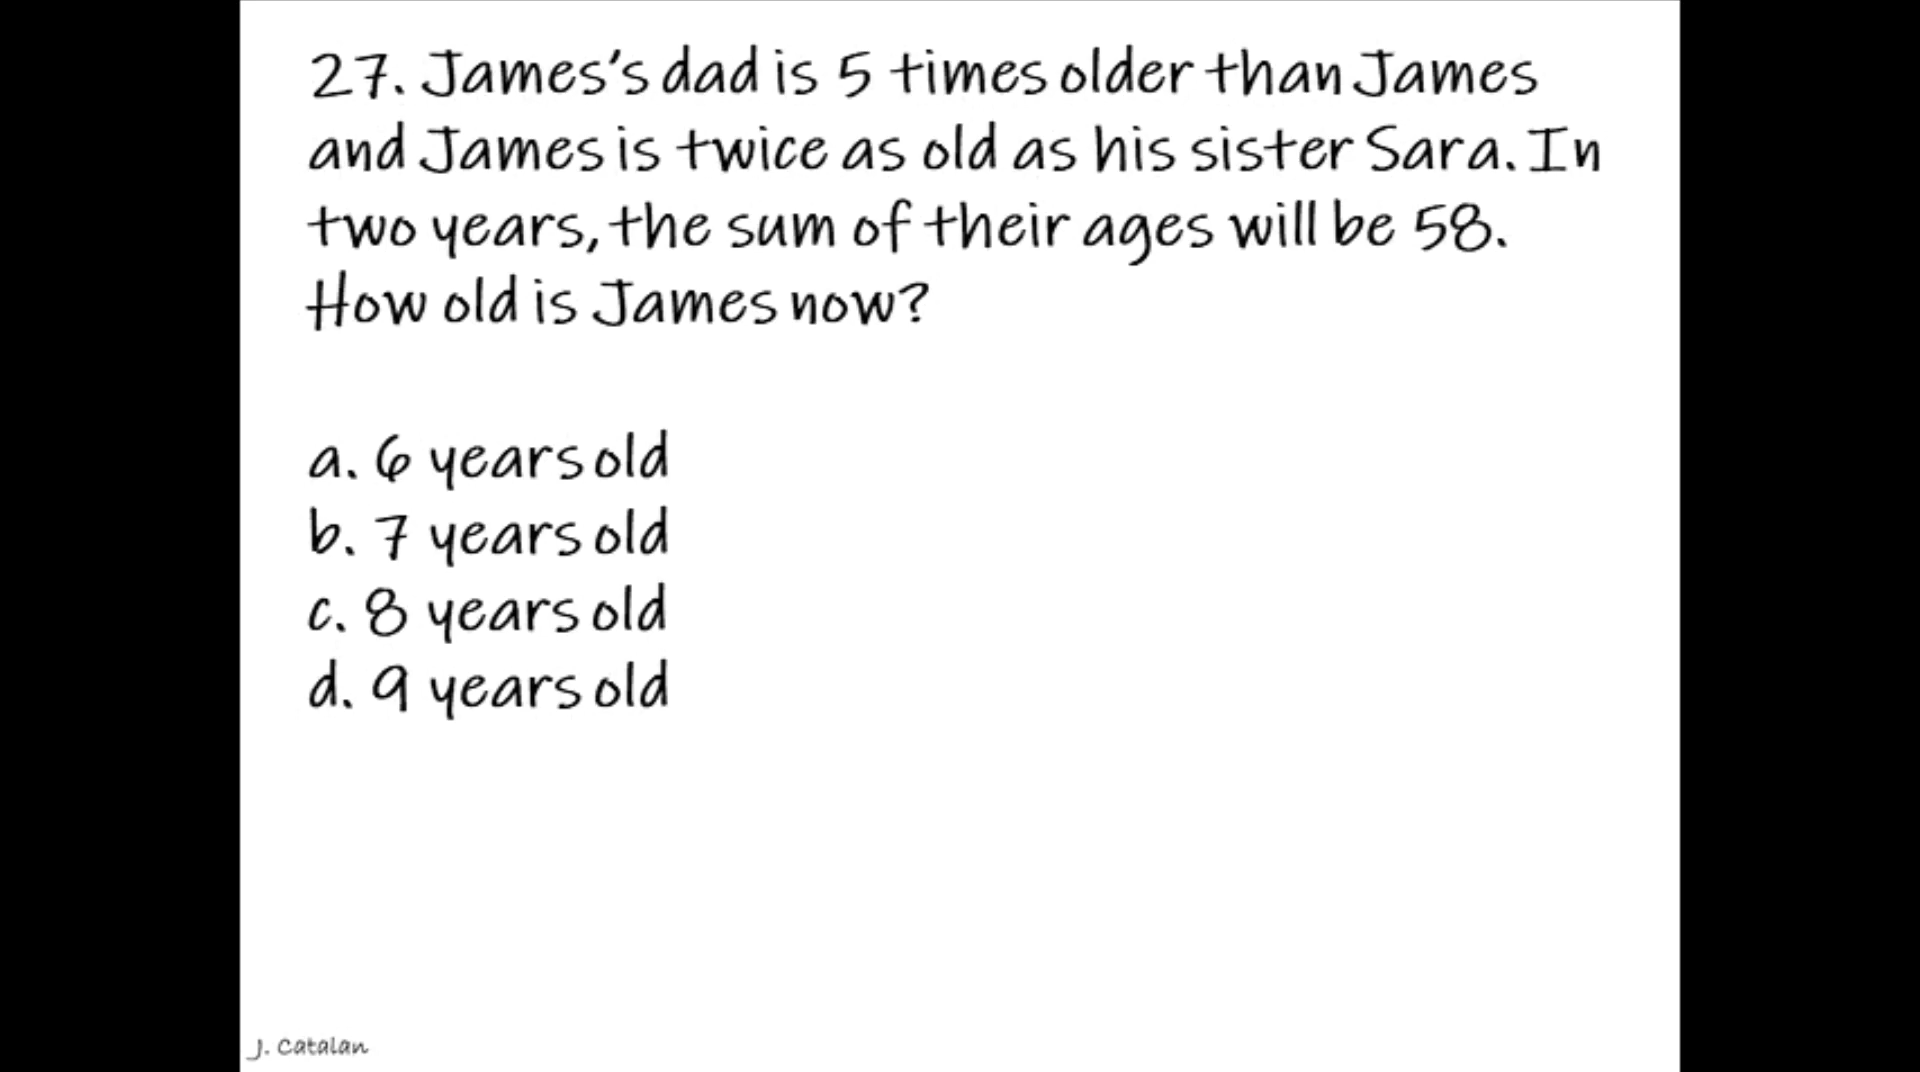 27. James's dad is 5 times older than James
and James is twice as old as his sister Sara. In
two years, the sum of their ages will be 58.
How old is James now?
a. 6 years old
b. 7 years old
c. 8 years old
d. 9 years old
J. Catalan